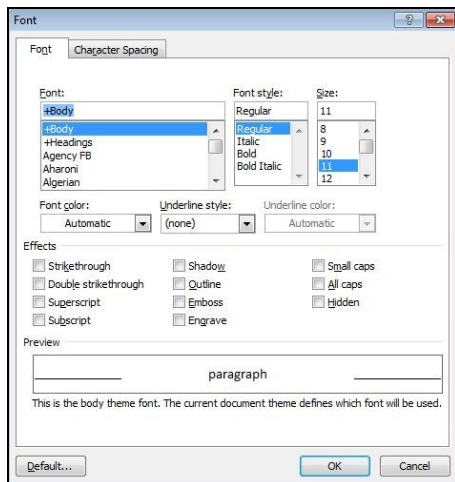 Font
Font Character Spacing
Font: Font style: Size:
+Body Regular 11
+Body Regular 8
+Headings Italic 9
Agency FB Bold 10
Aharoni Bold Italic 11
Algerian 12
Font color: Underline style: Underline color:
Automatic (none) Automatic
Effects
Strikethrough Shadow Small caps
Double strikethrough Outline All caps
Superscript Emboss Hidden
Subscript Engrave
Preview
paragraph
This is the body theme font. The current document theme defines which font will be used.
Default... OK Cancel